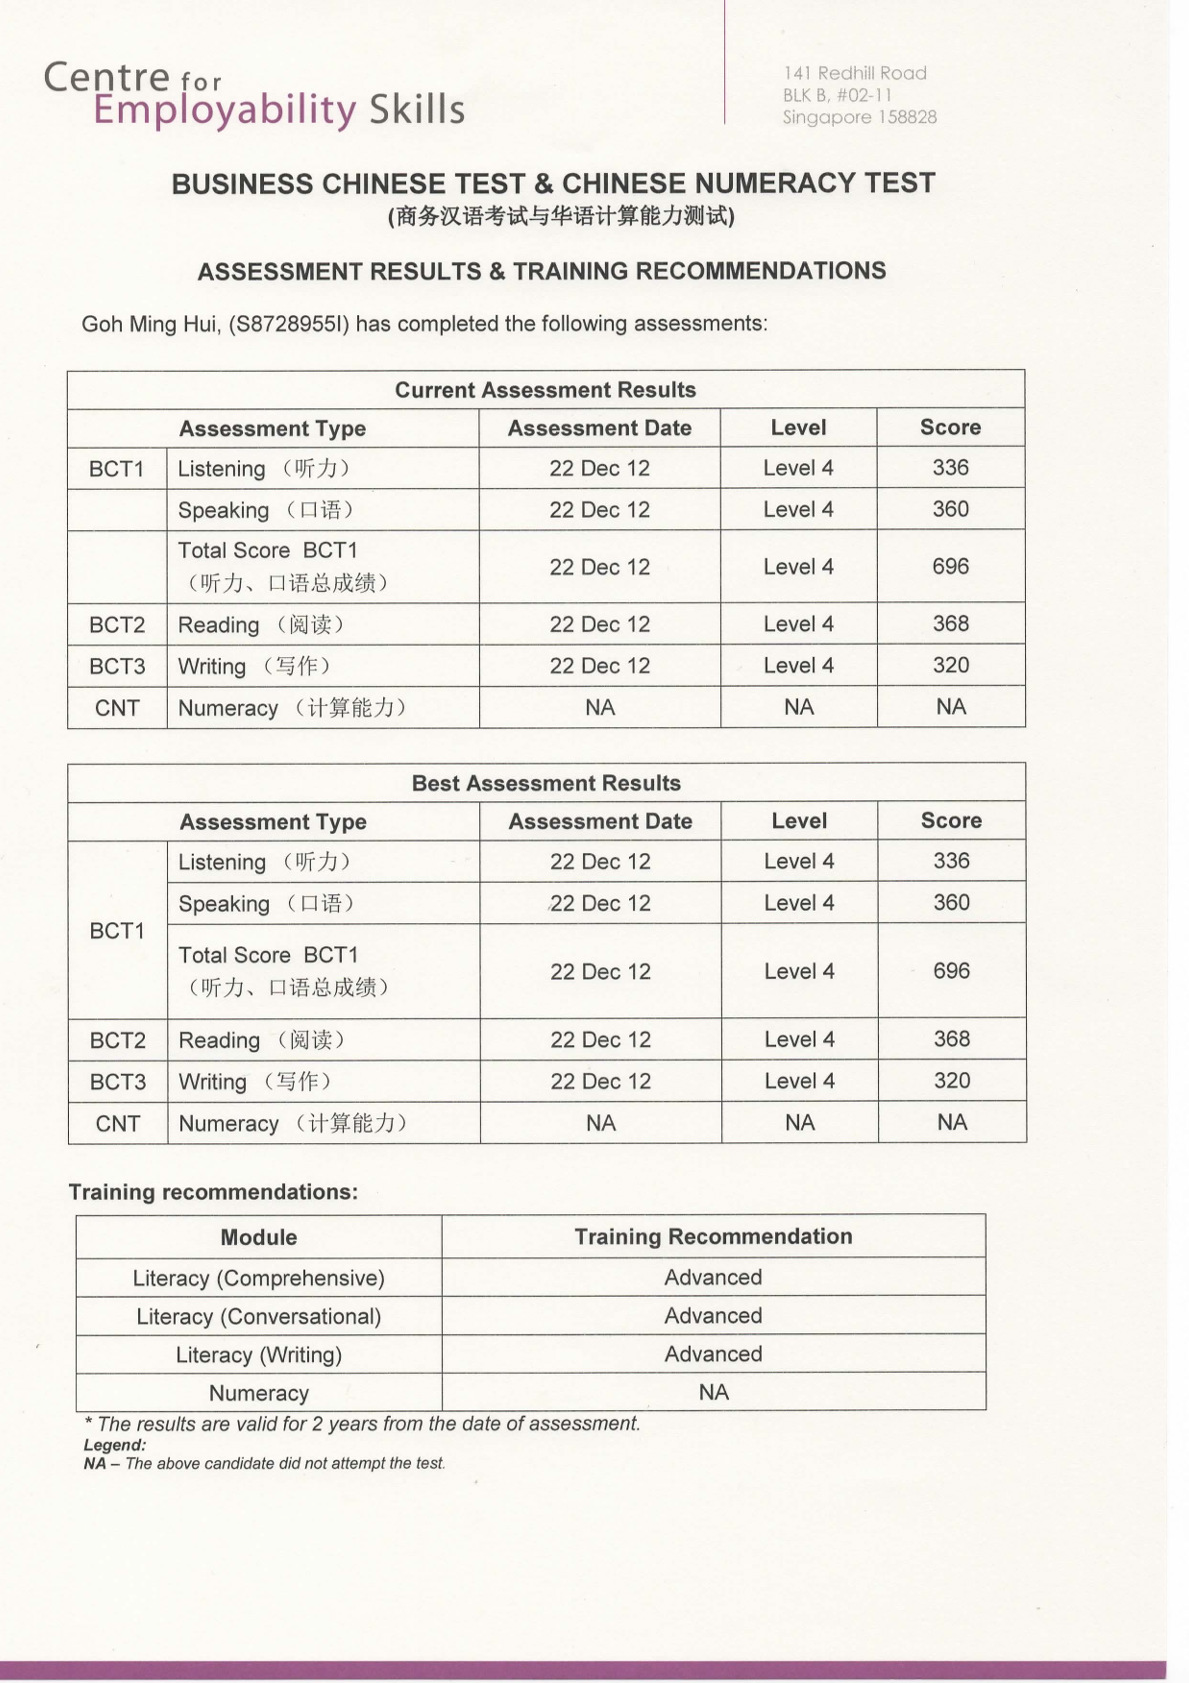 Centre for
Employability Skills
141 Redhill Road
BLK B, #02-11
Singapore 158828
BUSINESS CHINESE TEST & CHINESE NUMERACY TEST
(商务汉语考试与华语计算能力测试)
ASSESSMENT RESULTS & TRAINING RECOMMENDATIONS
Goh Ming Hui, (S8728955I) has completed the following assessments:
Current Assessment Results
Assessment Type Assessment Date Level Score
BCT1 Listening （听力） 22 Dec 12 Level 4 336
Speaking （口语） 22 Dec 12 Level 4 360
Total Score BCT1
（听力、口语总成绩） 22 Dec 12 Level 4 696
BCT2 Reading （阅读） 22 Dec 12 Level 4 368
BCT3 Writing （写作） 22 Dec 12 Level 4 320
CNT Numeracy （计算能力） NA NA NA
Best Assessment Results
Assessment Type Assessment Date Level Score
BCT1 Listening （听力） 22 Dec 12 Level 4 336
Speaking （口语） 22 Dec 12 Level 4 360
Total Score BCT1
（听力、口语总成绩） 22 Dec 12 Level 4 696
BCT2 Reading （阅读） 22 Dec 12 Level 4 368
BCT3 Writing （写作） 22 Dec 12 Level 4 320
CNT Numeracy （计算能力） NA NA NA
Training recommendations:
Module Training Recommendation
Literacy (Comprehensive) Advanced
Literacy (Conversational) Advanced
Literacy (Writing) Advanced
Numeracy NA
* The results are valid for 2 years from the date of assessment.
Legend:
NA – The above candidate did not attempt the test.